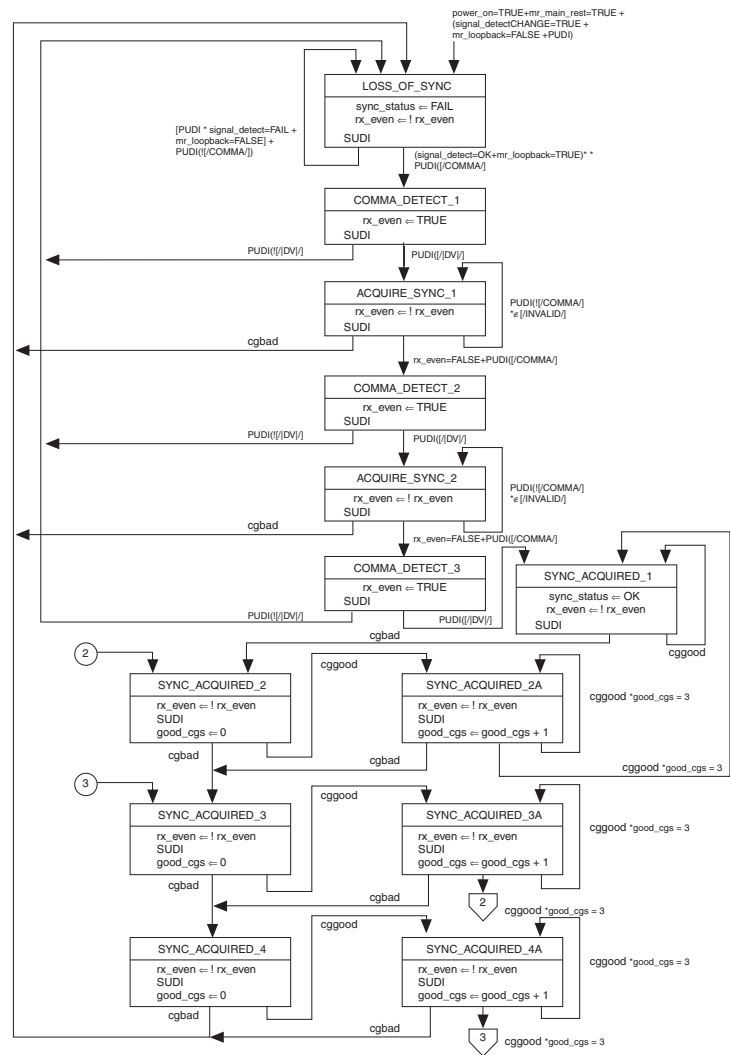 power_on=TRUE+mr_main_rest=TRUE +
(signal_detectCHANGE=TRUE +
mr_loopback=FALSE +PUDI)
LOSS_OF_SYNC
sync_status ⇐ FAIL
rx_even ⇐ ! rx_even
SUDI
[PUDI * signal_detect=FAIL +
mr_loopback=FALSE] +
PUDI(![/COMMA/])
(signal_detect=OK+mr_loopback=TRUE)* *
PUDI([/COMMA/]
COMMA_DETECT_1
rx_even ⇐ TRUE
SUDI
PUDI(![/|DV|/]
PUDI([/|DV|/]
ACQUIRE_SYNC_1
rx_even ⇐ ! rx_even
SUDI
PUDI(![/COMMA/]
*∉[/INVALID/]
cgbad
rx_even=FALSE+PUDI([/COMMA/]
COMMA_DETECT_2
rx_even ⇐ TRUE
SUDI
PUDI(![/|DV|/]
PUDI([/|DV|/]
ACQUIRE_SYNC_2
rx_even ⇐ ! rx_even
SUDI
PUDI(![/COMMA/]
*∉[/INVALID/]
cgbad
rx_even=FALSE+PUDI([/COMMA/]
COMMA_DETECT_3
rx_even ⇐ TRUE
SUDI
PUDI(![/|DV|/]
PUDI([/|DV|/]
SYNC_ACQUIRED_1
sync_status ⇐ OK
rx_even ⇐ ! rx_even
SUDI
cgbad
cggood
2
SYNC_ACQUIRED_2
rx_even ⇐ ! rx_even
SUDI
good_cgs ⇐ 0
cggood
SYNC_ACQUIRED_2A
rx_even ⇐ ! rx_even
SUDI
good_cgs ⇐ good_cgs + 1
cggood *good_cgs = 3
cgbad
cgbad
cggood *good_cgs = 3
3
SYNC_ACQUIRED_3
rx_even ⇐ ! rx_even
SUDI
good_cgs ⇐ 0
cggood
SYNC_ACQUIRED_3A
rx_even ⇐ ! rx_even
SUDI
good_cgs ⇐ good_cgs + 1
cggood *good_cgs = 3
cgbad
cgbad
2
cggood *good_cgs = 3
SYNC_ACQUIRED_4
rx_even ⇐ ! rx_even
SUDI
good_cgs ⇐ 0
cggood
SYNC_ACQUIRED_4A
rx_even ⇐ ! rx_even
SUDI
good_cgs ⇐ good_cgs + 1
cggood *good_cgs = 3
cgbad
cgbad
3
cggood *good_cgs = 3